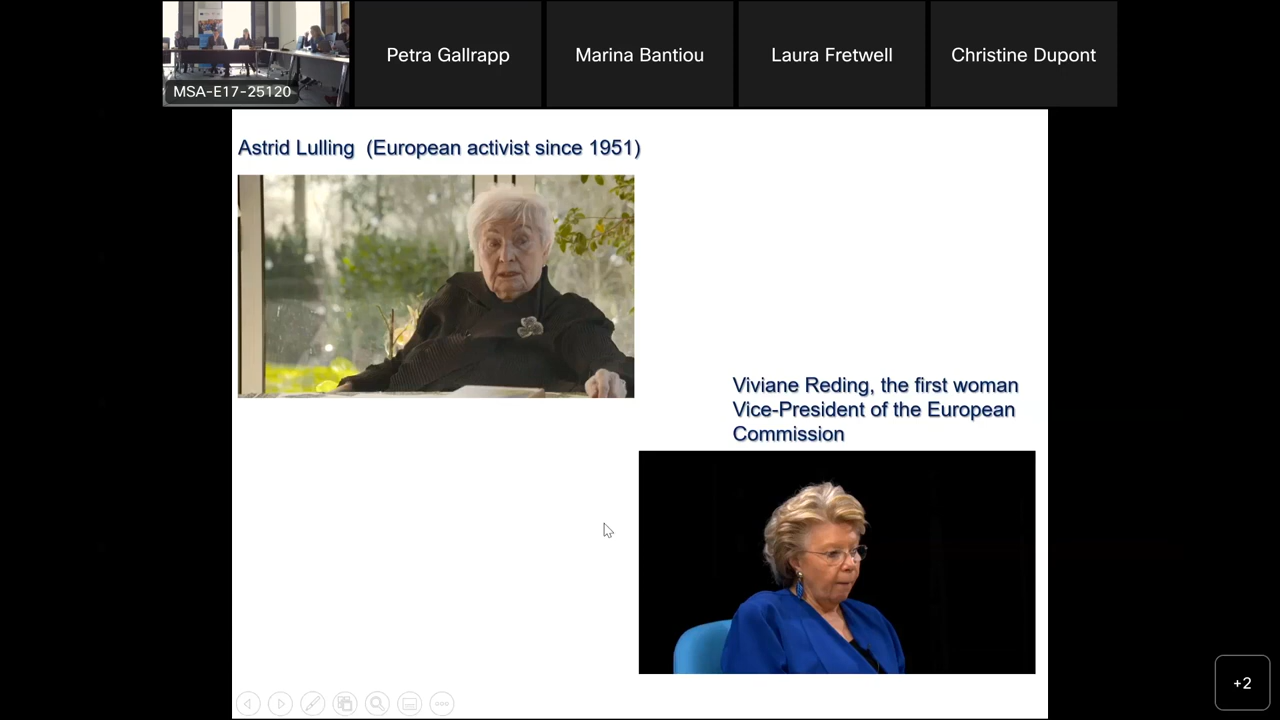 Petra Gallrapp
Marina Bantiou
Laura Fretwell
Christine Dupont
MSA-E17-25120
Astrid Lulling (European activist since 1951)
Viviane Reding, the first woman
Vice-President of the European
Commission
+2